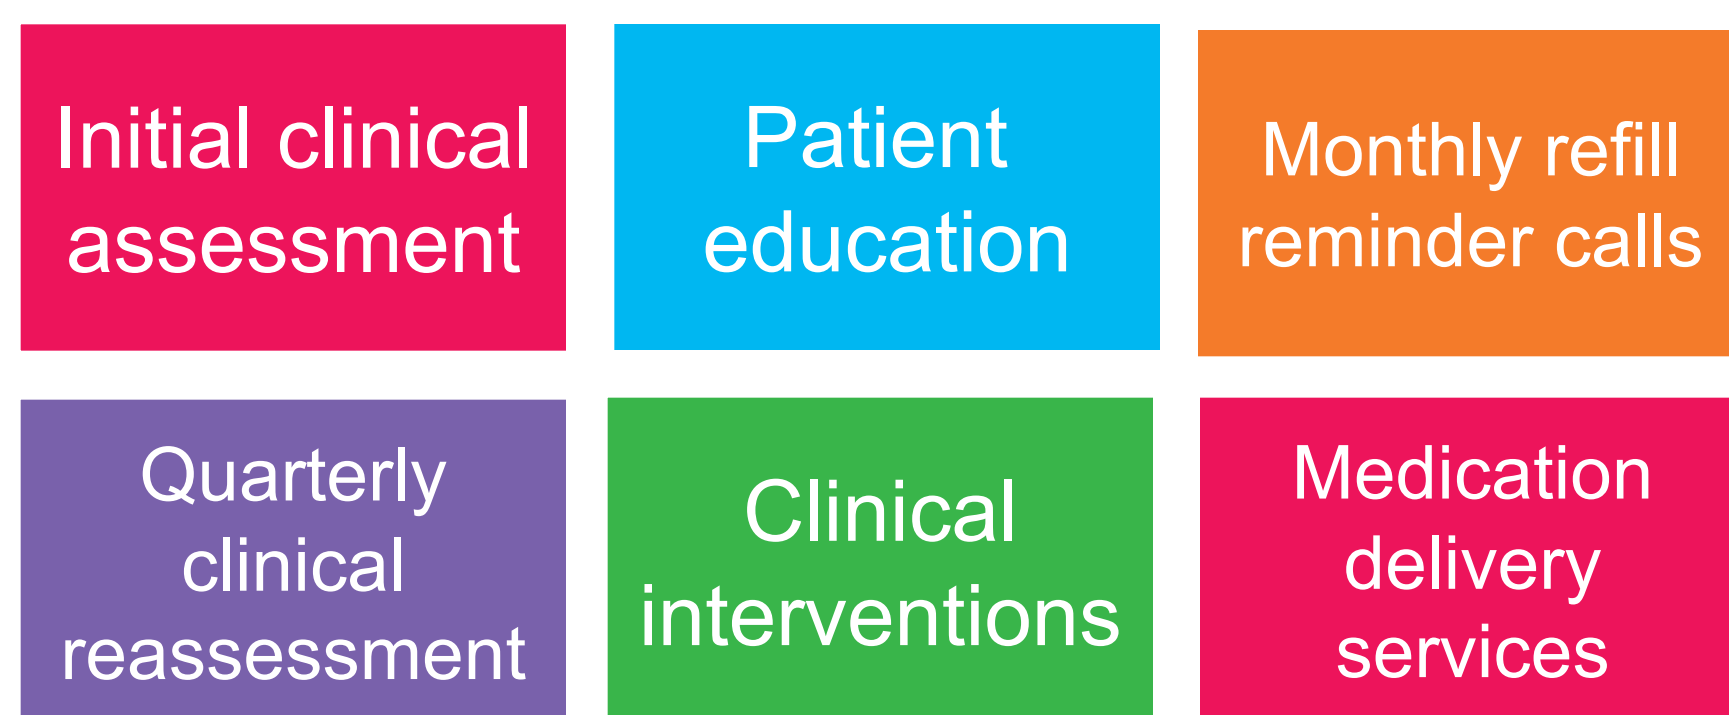 Initial clinical
assessment
Patient
education
Monthly refill
reminder calls
Quarterly
clinical
reassessment
Clinical
interventions
Medication
delivery
services